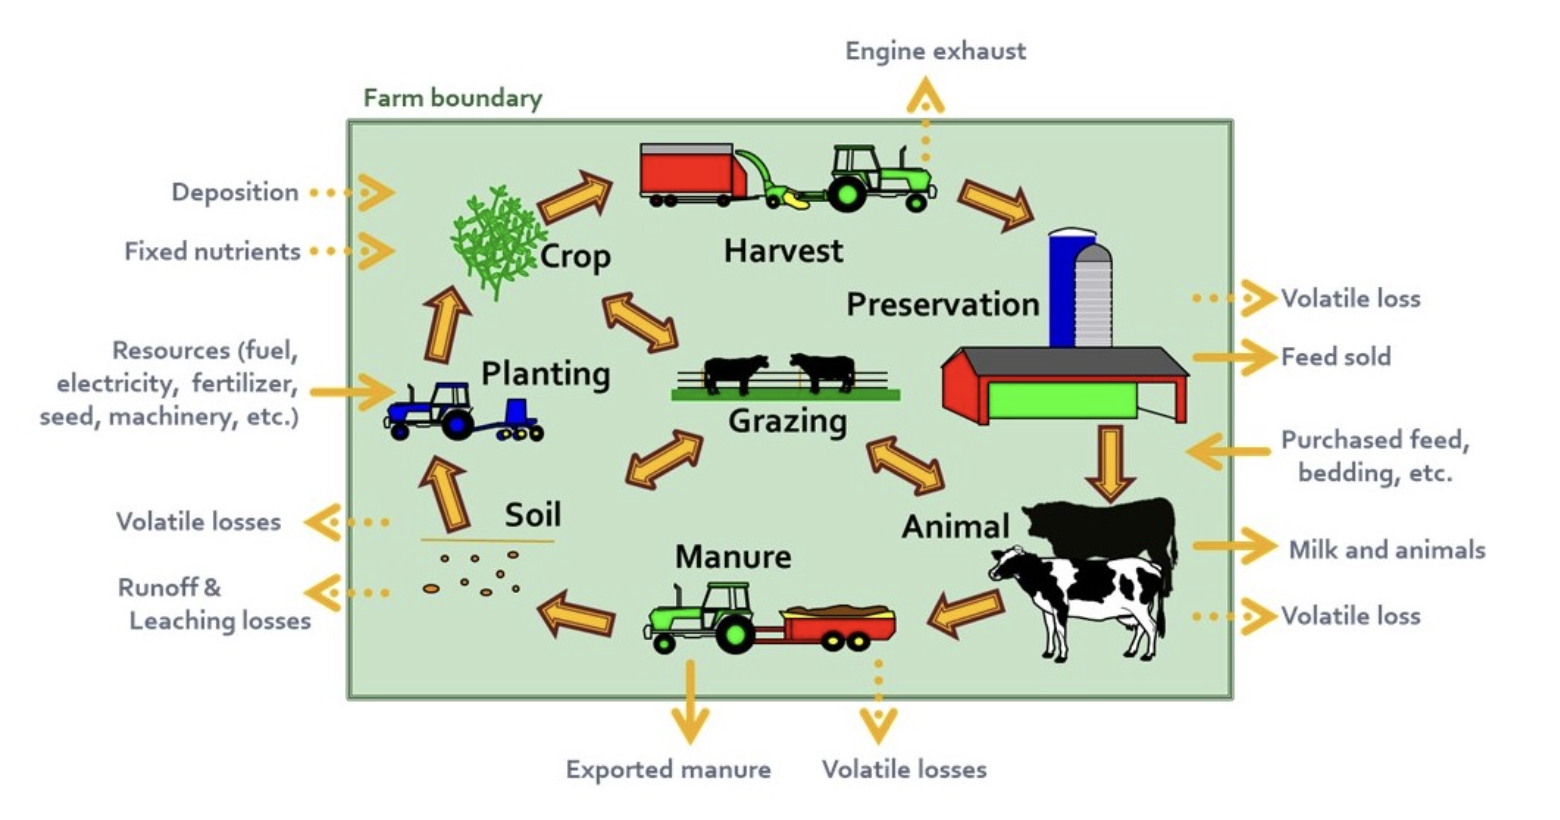 Engine exhaust
Farm boundary
Deposition
Fixed nutrients
Crop
Harvest
Preservation
Volatile loss
Resources (fuel,
electricity, fertilizer,
seed, machinery, etc.)
Planting
Feed sold
Grazing
Purchased feed,
bedding, etc.
Volatile losses
Soil
Animal
Milk and animals
Manure
Runoff &
Leaching losses
Volatile loss
Exported manure
Volatile losses